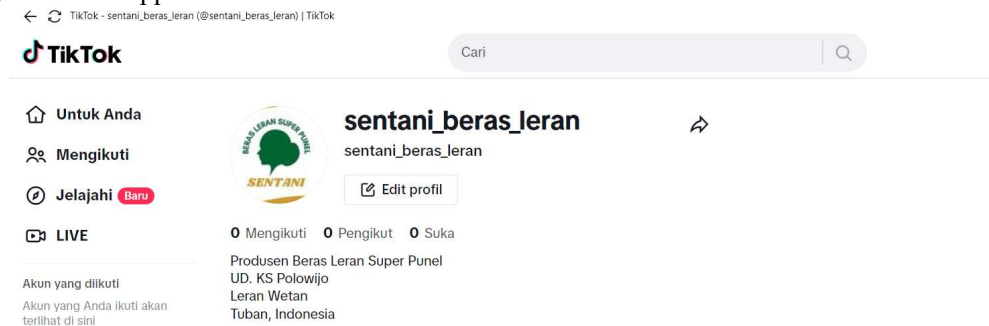 TikTok - sentani_beras_leran (@sentani_beras_leran) | TikTok
TikTok
Cari
Untuk Anda
Mengikuti
Jelajahi Baru
LIVE
Akun yang diikuti
Akun yang Anda ikuti akan
terlihat di sini
BERAS LERAN SUPER PUNEL
SENTANI
sentani_beras_leran
sentani_beras_leran
Edit profil
0 Mengikuti 0 Pengikut 0 Suka
Produsen Beras Leran Super Punel
UD. KS Polowijo
Leran Wetan
Tuban, Indonesia